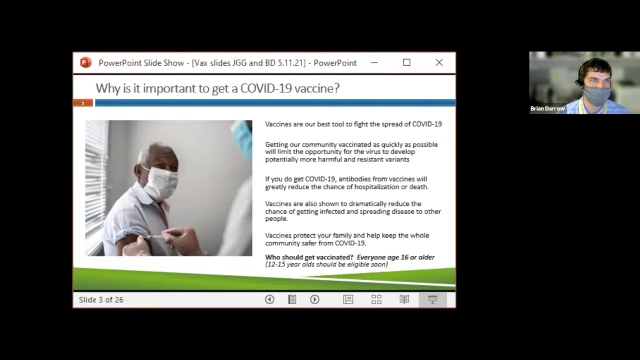 PowerPoint Slide Show - [Vax slides JGG and BD 5.11.21] - PowerPoint
Why is it important to get a COVID-19 vaccine?
Vaccines are our best tool to fight the spread of COVID-19
Getting our community vaccinated as quickly as possible
will limit the opportunity for the virus to develop
potentially more harmful and resistant variants
If you do get COVID-19, antibodies from vaccines will
greatly reduce the chance of hospitalization or death.
Vaccines are also shown to dramatically reduce the
chance of getting infected and spreading disease to other
people.
Vaccines protect your family and help keep the whole
community safer from COVID-19.
Who should get vaccinated? Everyone age 16 or older
[12-15 year olds should be eligible soon]
Slide 3 of 26
Brian Darrow